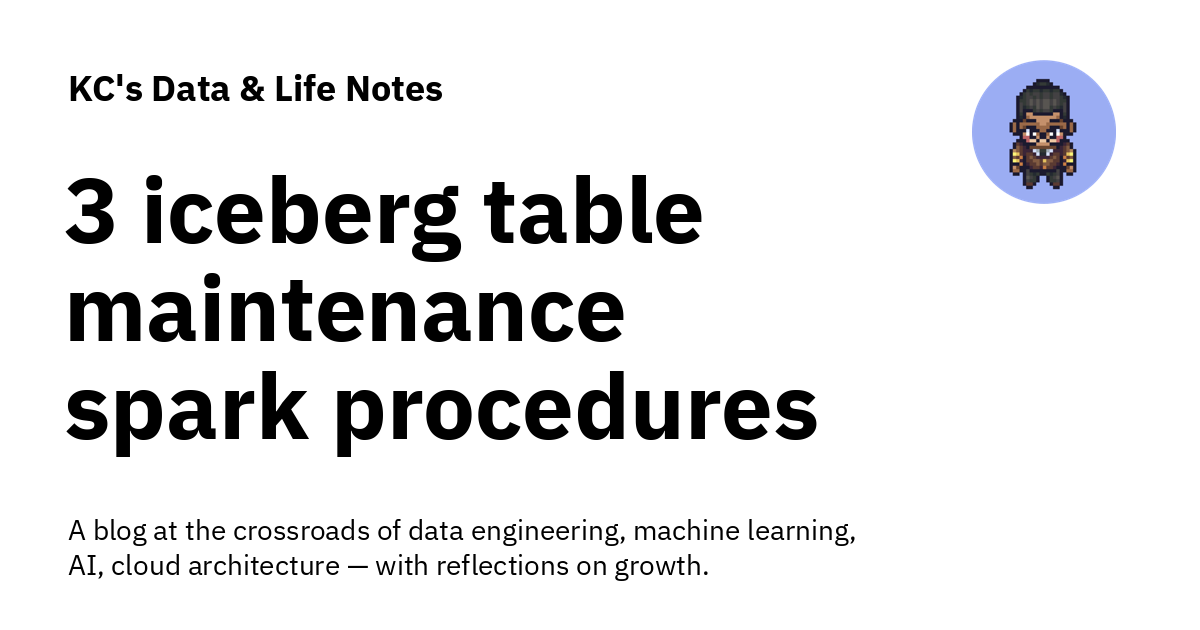 KC's Data & Life Notes
3 iceberg table
maintenance
spark procedures
A blog at the crossroads of data engineering, machine learning,
AI, cloud architecture — with reflections on growth.